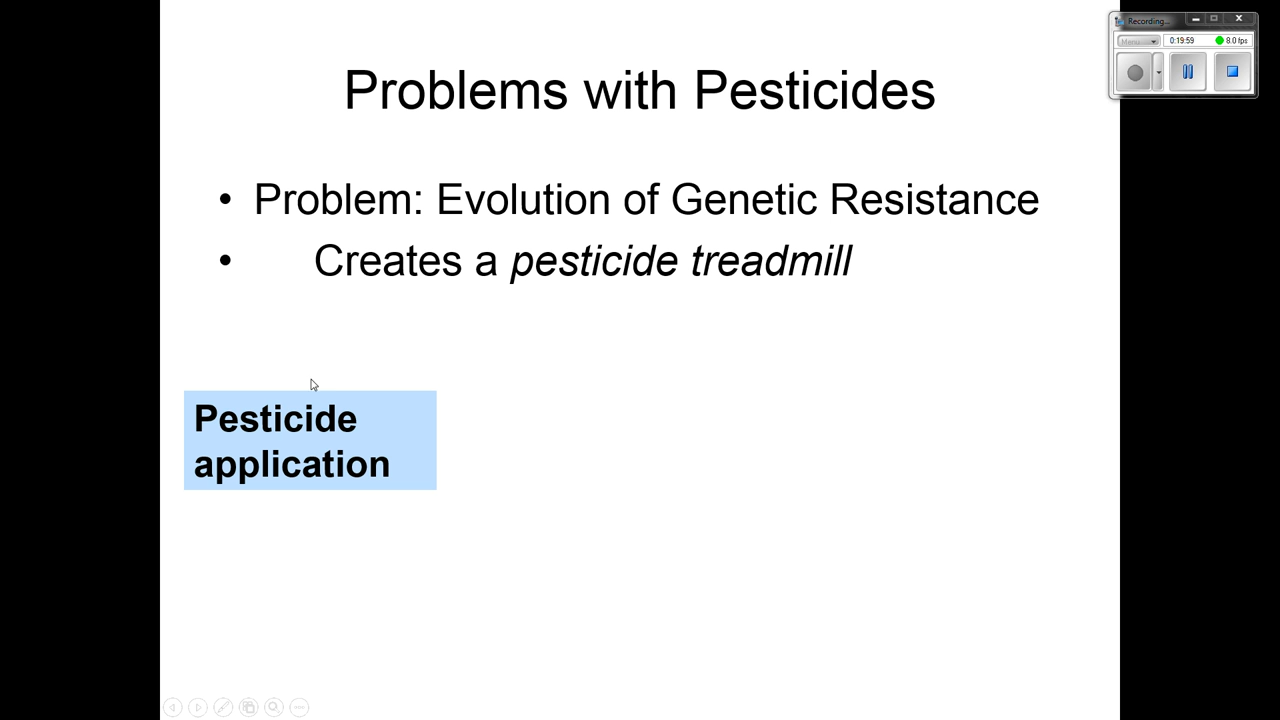 Recording...
Menu
0:19:59
8.0 fps
Problems with Pesticides
• Problem: Evolution of Genetic Resistance
• Creates a pesticide treadmill
Pesticide
application